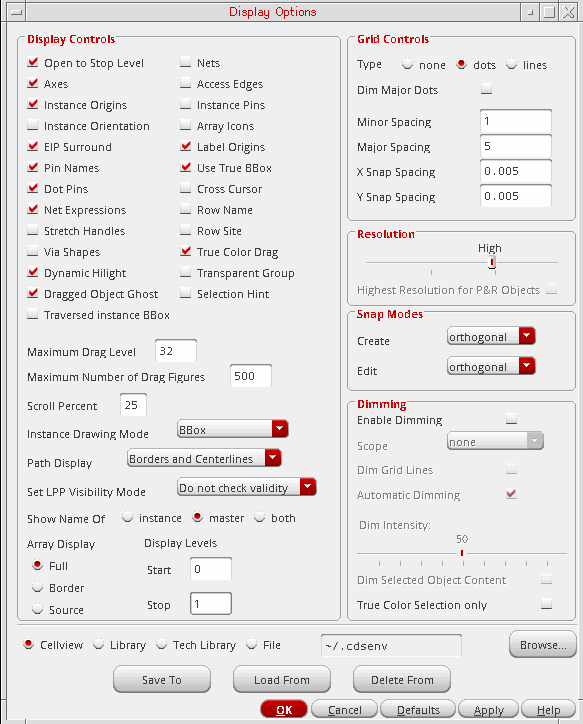 Display Options
Display Controls
Open to Stop Level
Nets
Axes
Access Edges
Instance Origins
Instance Pins
Instance Orientation
Array Icons
EIP Surround
Label Origins
Pin Names
Use True BBox
Dot Pins
Cross Cursor
Net Expressions
Row Name
Stretch Handles
Row Site
Via Shapes
True Color Drag
Dynamic Hilight
Transparent Group
Dragged Object Ghost
Selection Hint
Traversed instance BBox
Maximum Drag Level 32
Maximum Number of Drag Figures 500
Scroll Percent 25
Instance Drawing Mode BBox
Path Display Borders and Centerlines
Set LPP Visibility Mode Do not check validity
Show Name Of instance master both
Array Display
Display Levels
Full
Border
Source
Start 0
Stop 1
Grid Controls
Type none dots lines
Dim Major Dots
Minor Spacing 1
Major Spacing 5
X Snap Spacing 0.005
Y Snap Spacing 0.005
Resolution
High
Highest Resolution for P&R Objects
Snap Modes
Create orthogonal
Edit orthogonal
Dimming
Enable Dimming
Scope none
Dim Grid Lines
Automatic Dimming
Dim Intensity:
50
Dim Selected Object Content
True Color Selection only
Cellview Library Tech Library File ~/.cdsenv Browse...
Save To Load From Delete From
OK Cancel Defaults Apply Help